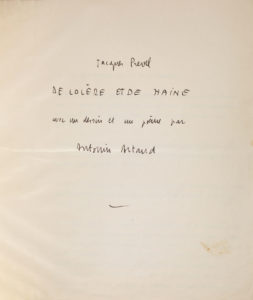 Jacques Prevel
DE COLÈRE ET DE HAINE
avec un dessin et un poème par
Antonin Artaud